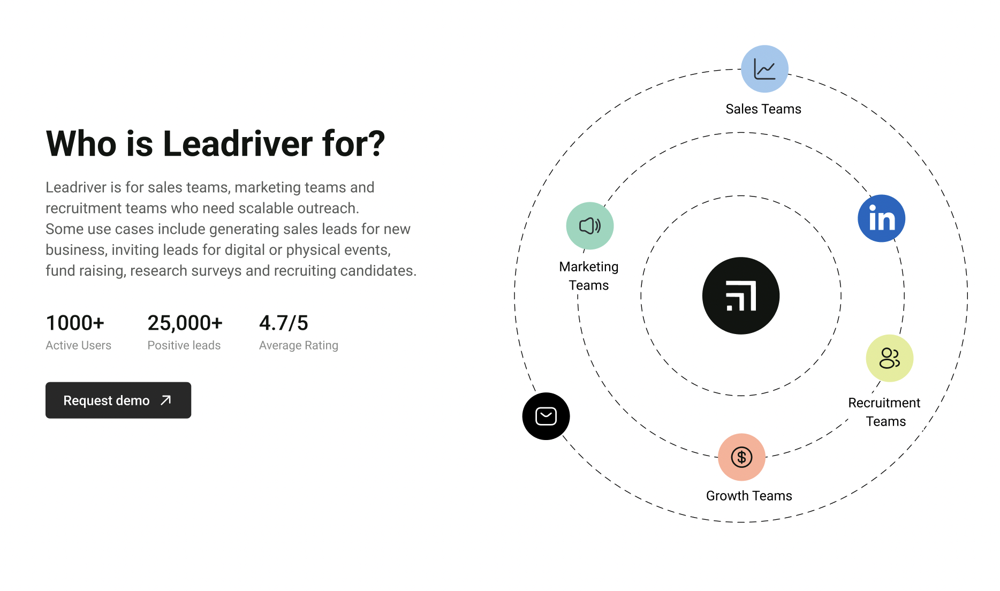 Who is Leadriver for?
Leadriver is for sales teams, marketing teams and
recruitment teams who need scalable outreach.
Some use cases include generating sales leads for new
business, inviting leads for digital or physical events,
fund raising, research surveys and recruiting candidates.
1000+
Active Users
25,000+
Positive leads
4.7/5
Average Rating
Request demo
Sales Teams
in
Marketing
Teams
Recruitment
Teams
$
Growth Teams